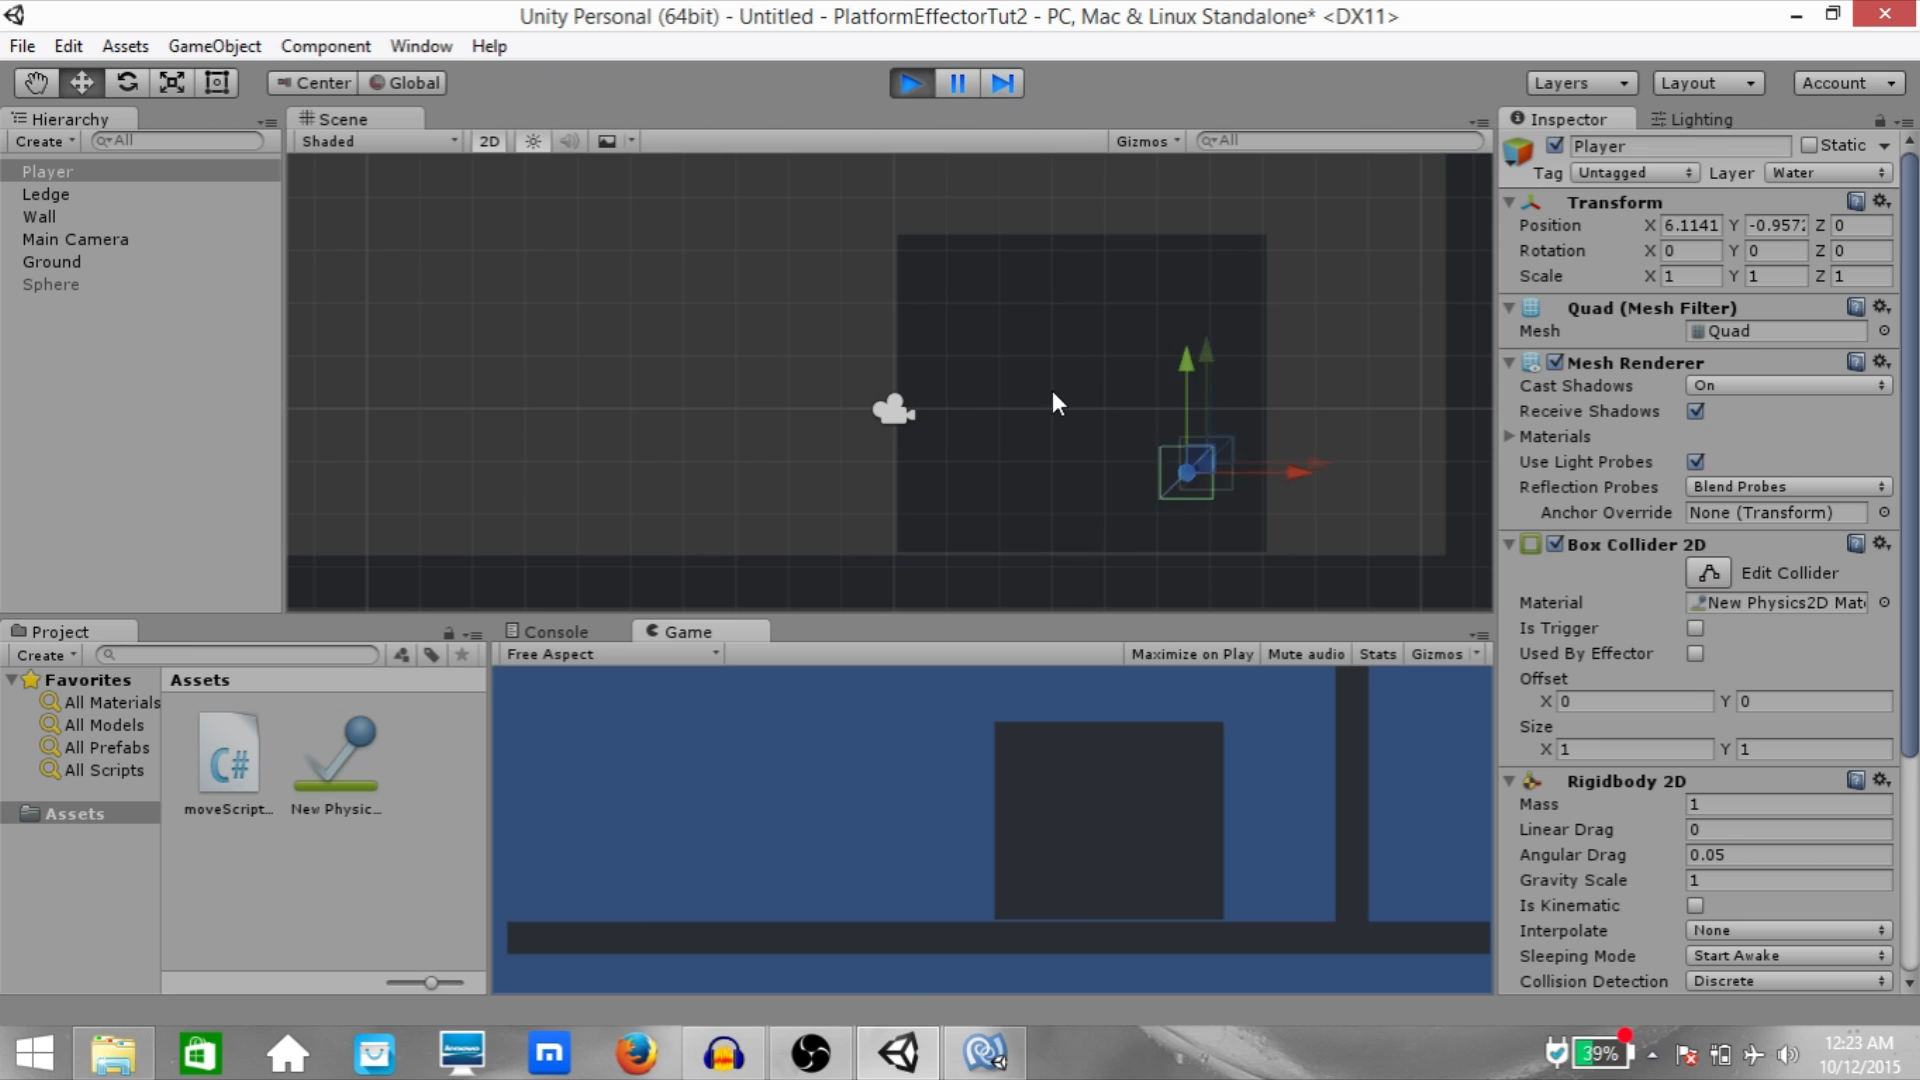 Unity Personal (64bit) - Untitled - PlatformEffectorTut2 - PC, Mac & Linux Standalone* <DX11>
File Edit Assets GameObject Component Window Help
Center Global Layers Layout Account
Hierarchy
Create All
Player
Ledge
Wall
Main Camera
Ground
Sphere
Scene
Shaded 2D Gizmos All
Inspector Lighting
Player Static
Tag Untagged Layer Water
Transform
Position X 6.1141 Y -0.957 Z 0
Rotation X 0 Y 0 Z 0
Scale X 1 Y 1 Z 1
Quad (Mesh Filter)
Mesh Quad
Mesh Renderer
Cast Shadows On
Receive Shadows
Materials
Use Light Probes
Reflection Probes Blend Probes
Anchor Override None (Transform)
Box Collider 2D
Edit Collider
Material New Physics2D Mat
Is Trigger
Used By Effector
Offset
X 0 Y 0
Size
X 1 Y 1
Rigidbody 2D
Mass 1
Linear Drag 0
Angular Drag 0.05
Gravity Scale 1
Is Kinematic
Interpolate None
Sleeping Mode Start Awake
Collision Detection Discrete
Project
Create
Favorites
All Materials
All Models
All Prefabs
All Scripts
Assets
Assets
C#
moveScript... New Physic...
Console Game
Free Aspect Maximize on Play Mute audio Stats Gizmos
lenovo
m
39%
12:23 AM
10/12/2015